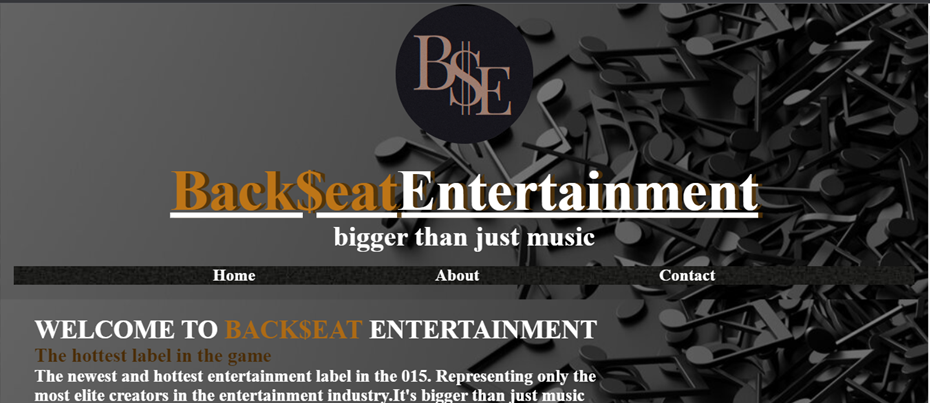 B$E
Back$eatEntertainment
bigger than just music
Home About Contact
WELCOME TO BACK$EAT ENTERTAINMENT
The hottest label in the game
The newest and hottest entertainment label in the 015. Representing only the
most elite creators in the entertainment industry.It's bigger than just music